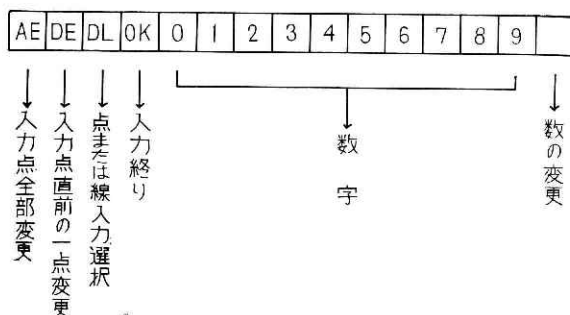 AE DE DL OK 0 1 2 3 4 5 6 7 8 9
入力点全部変更
入力点直前の一点変更
点または線入力選択
入力終り
数字
数の変更